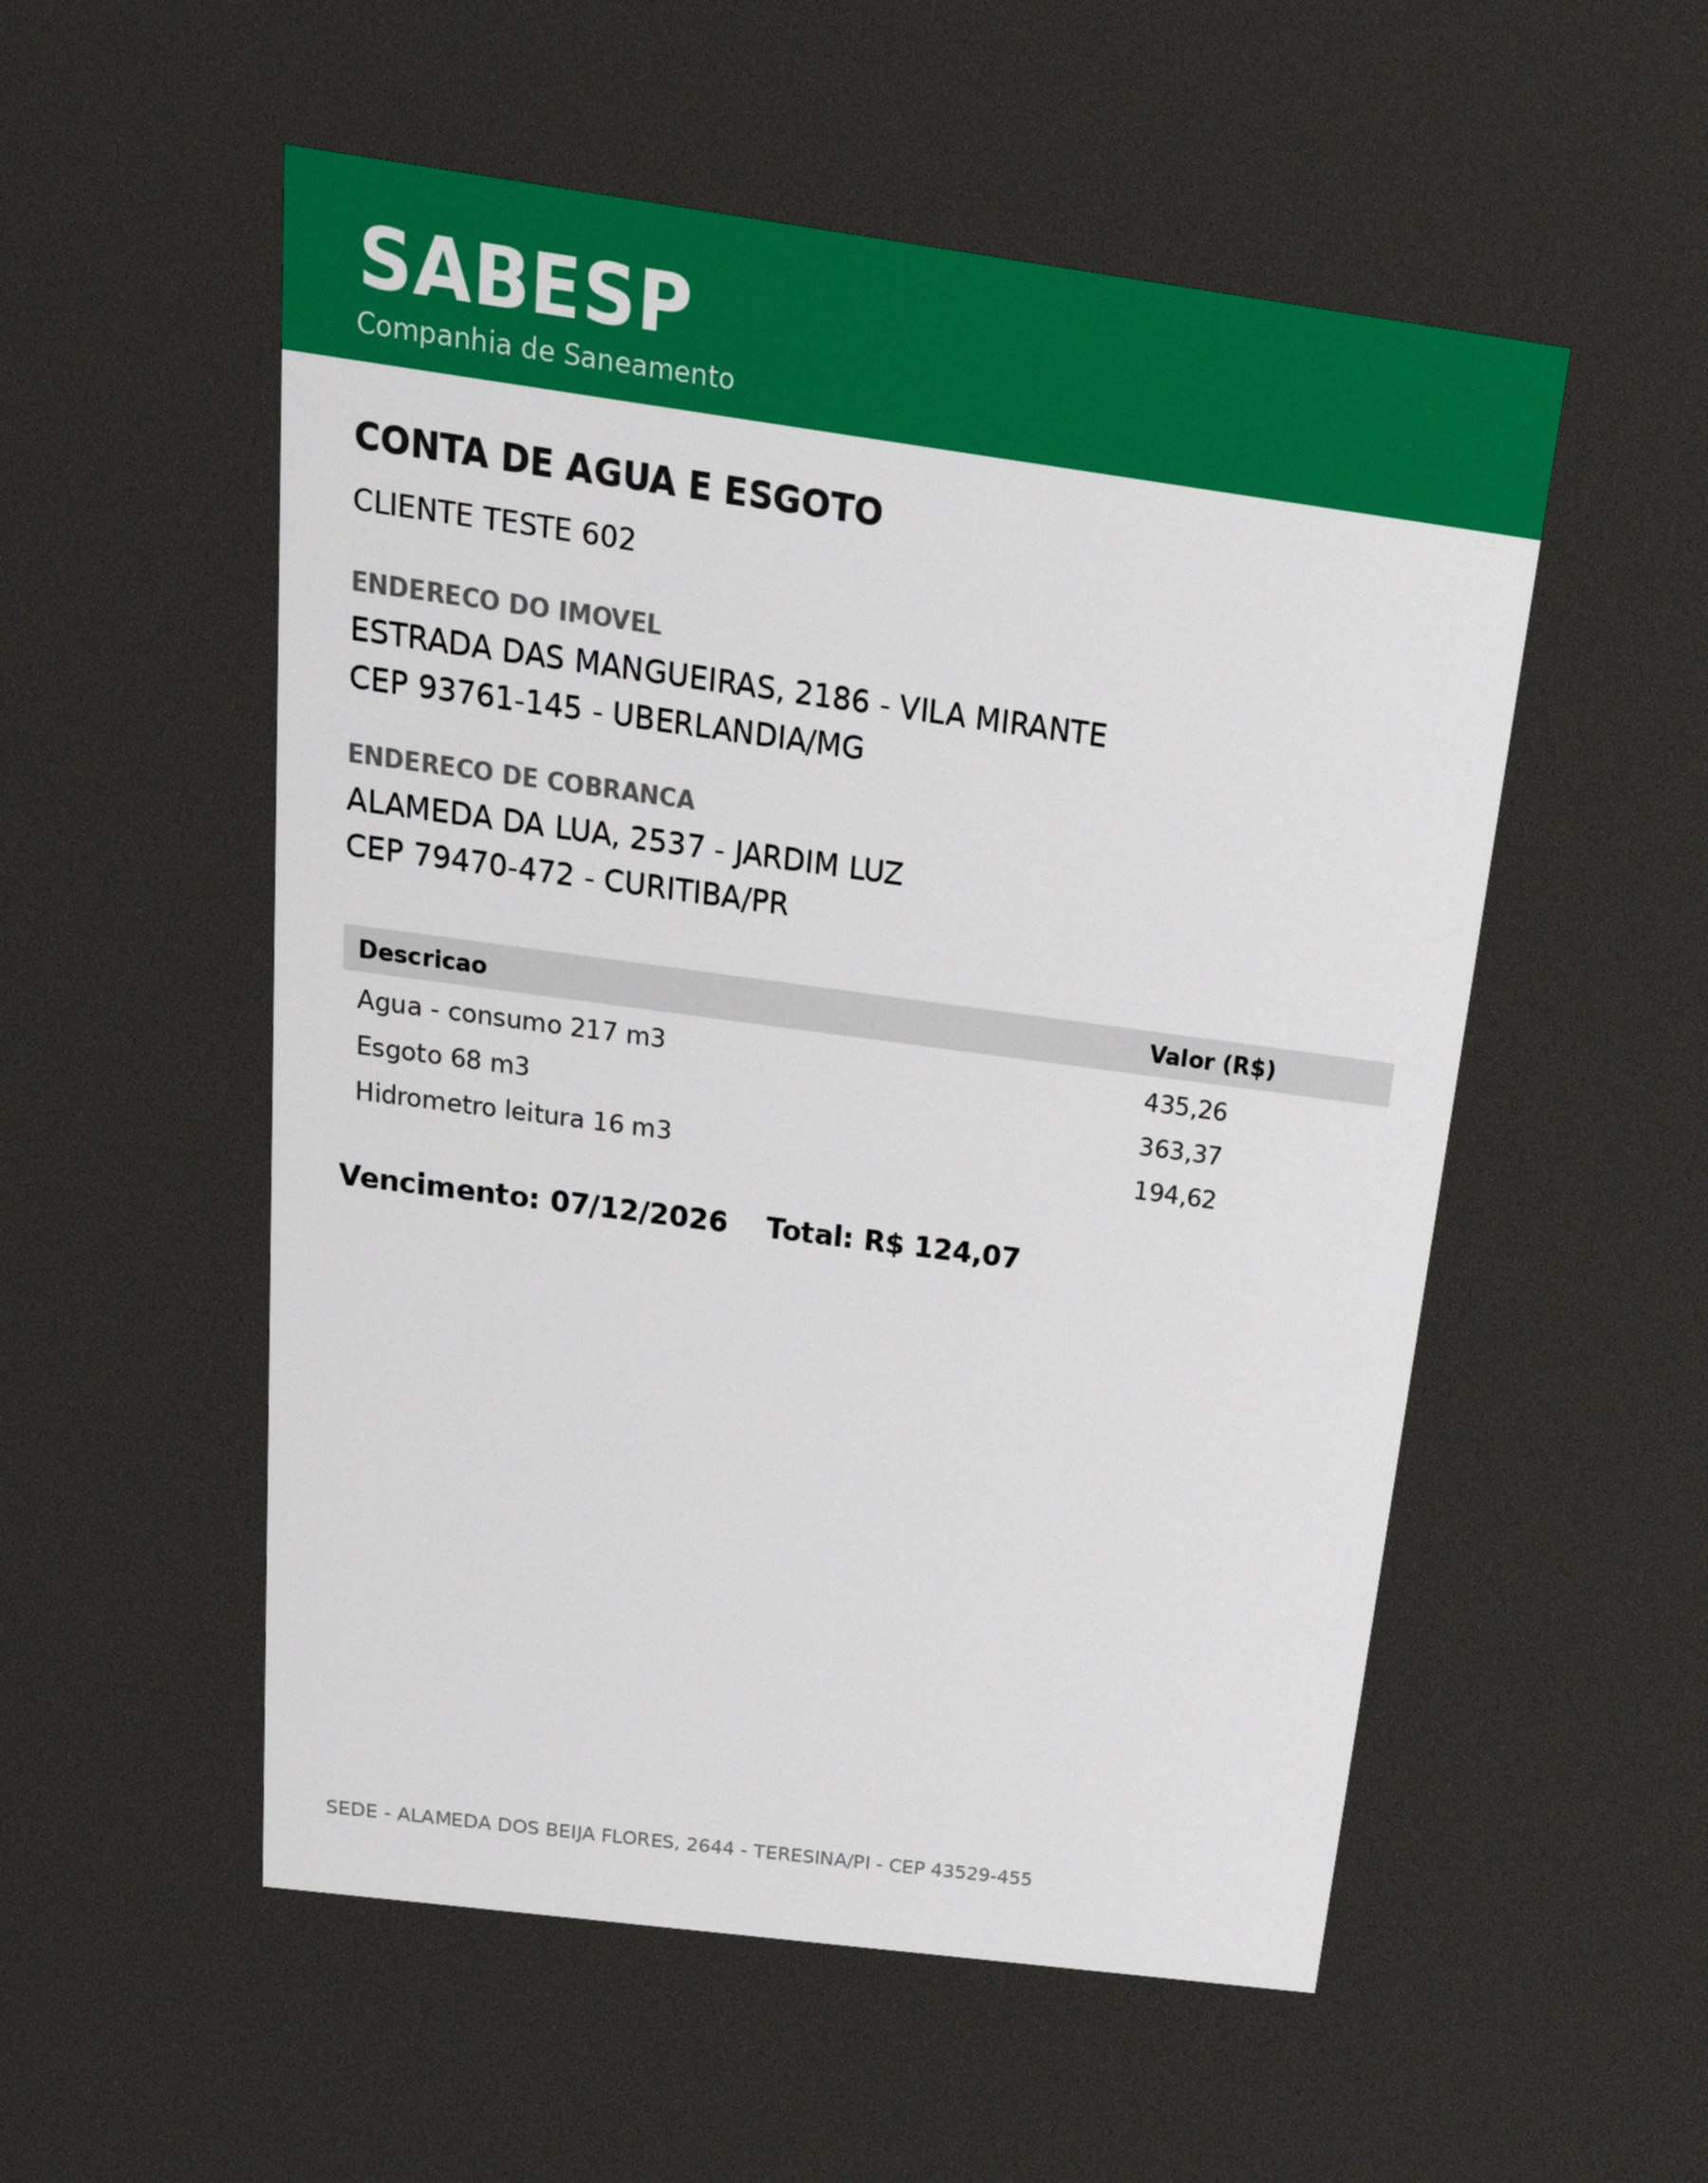 SABESP
Companhia de Saneamento
CONTA DE AGUA E ESGOTO
CLIENTE TESTE 602
ENDERECO DO IMOVEL
ESTRADA DAS MANGUEIRAS, 2186 - VILA MIRANTE
CEP 93761-145 - UBERLANDIA/MG
ENDERECO DE COBRANCA
ALAMEDA DA LUA, 2537 - JARDIM LUZ
CEP 79470-472 - CURITIBA/PR
Descricao Valor (R$)
Agua - consumo 217 m3 435,26
Esgoto 68 m3 363,37
Hidrometro leitura 16 m3 194,62
Vencimento: 07/12/2026 Total: R$ 124,07
SEDE - ALAMEDA DOS BEIJA FLORES, 2644 - TERESINA/PI - CEP 43529-455